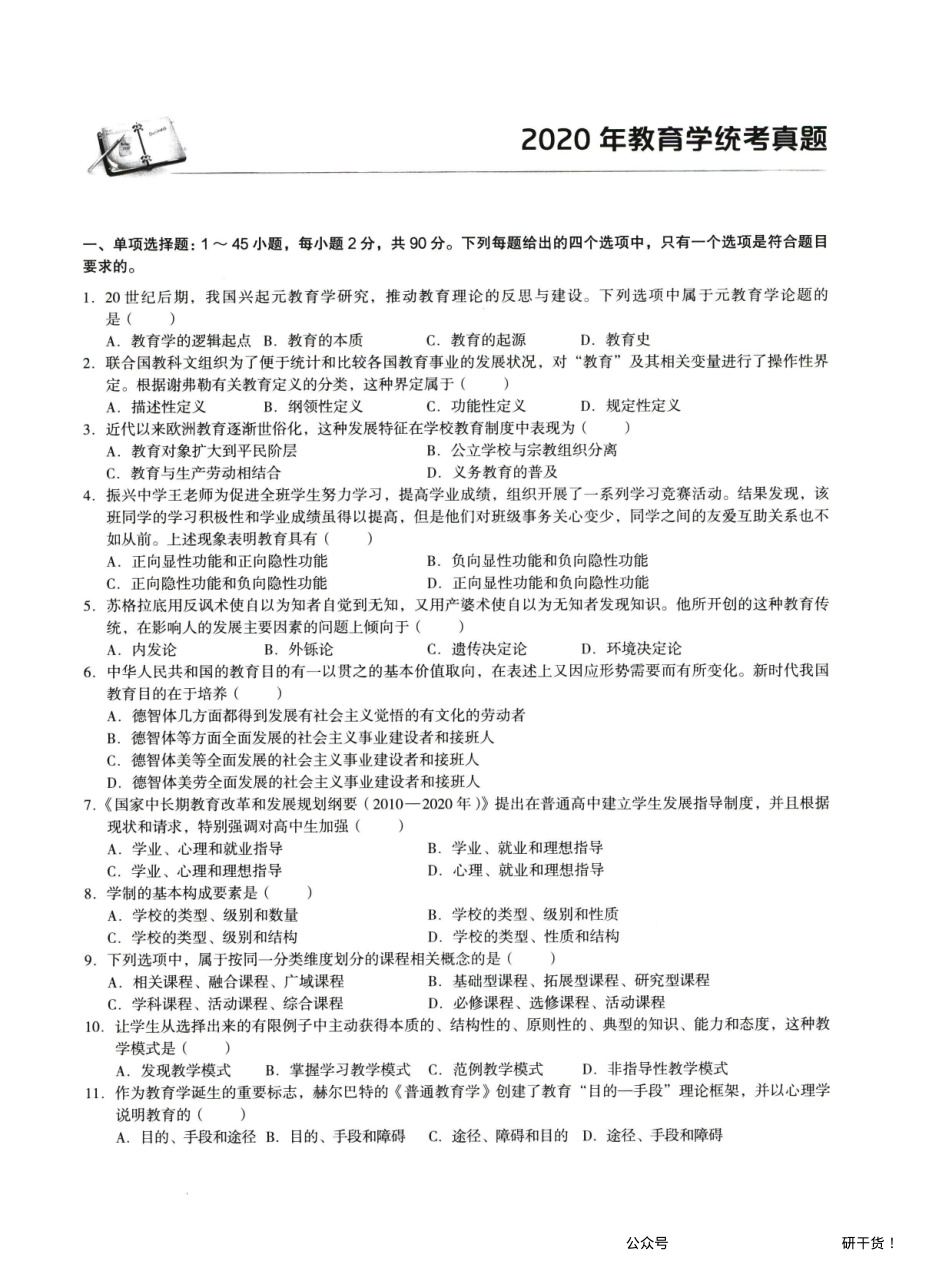 2020 年教育学统考真题
一、单项选择题：1～45 小题，每小题 2 分，共 90 分。下列每题给出的四个选项中，只有一个选项是符合题目
要求的。
1. 20 世纪后期，我国兴起元教育学研究，推动教育理论的反思与建设。下列选项中属于元教育学论题的
是（ ）
A. 教育学的逻辑起点 B. 教育的本质 C. 教育的起源 D. 教育史
2. 联合国教科文组织为了便于统计和比较各国教育事业的发展状况，对“教育”及其相关变量进行了操作性界
定。根据谢弗勒有关教育定义的分类，这种界定属于（ ）
A. 描述性定义 B. 纲领性定义 C. 功能性定义 D. 规定性定义
3. 近代以来欧洲教育逐渐世俗化，这种发展特征在学校教育制度中表现为（ ）
A. 教育对象扩大到平民阶层 B. 公立学校与宗教组织分离
C. 教育与生产劳动相结合 D. 义务教育的普及
4. 振兴中学王老师为促进全班学生努力学习，提高学业成绩，组织开展了一系列学习竞赛活动。结果发现，该
班同学的学习积极性和学业成绩虽得以提高，但是他们对班级事务关心变少，同学之间的友爱互助关系也不
如从前。上述现象表明教育具有（ ）
A. 正向显性功能和正向隐性功能 B. 负向显性功能和负向隐性功能
C. 正向隐性功能和负向隐性功能 D. 正向显性功能和负向隐性功能
5. 苏格拉底用反讽术使自以为知者自觉到无知，又用产婆术使自以为无知者发现知识。他所开创的这种教育传
统，在影响人的发展主要因素的问题上倾向于（ ）
A. 内发论 B. 外铄论 C. 遗传决定论 D. 环境决定论
6. 中华人民共和国的教育目的有一以贯之的基本价值取向，在表述上又因应形势需要而有所变化。新时代我国
教育目的在于培养（ ）
A. 德智体几方面都得到发展有社会主义觉悟的有文化的劳动者
B. 德智体等方面全面发展的社会主义事业建设者和接班人
C. 德智体美等全面发展的社会主义事业建设者和接班人
D. 德智体美劳全面发展的社会主义事业建设者和接班人
7.《国家中长期教育改革和发展规划纲要（2010—2020 年）》提出在普通高中建立学生发展指导制度，并且根据
现状和请求，特别强调对高中生加强（ ）
A. 学业、心理和就业指导 B. 学业、就业和理想指导
C. 学业、心理和理想指导 D. 心理、就业和理想指导
8. 学制的基本构成要素是（ ）
A. 学校的类型、级别和数量 B. 学校的类型、级别和性质
C. 学校的类型、级别和结构 D. 学校的类型、性质和结构
9. 下列选项中，属于按同一分类维度划分的课程相关概念的是（ ）
A. 相关课程、融合课程、广域课程 B. 基础型课程、拓展型课程、研究型课程
C. 学科课程、活动课程、综合课程 D. 必修课程、选修课程、活动课程
10. 让学生从选择出来的有限例子中主动获得本质的、结构性的、原则性的、典型的知识、能力和态度，这种教
学模式是（ ）
A. 发现教学模式 B. 掌握学习教学模式 C. 范例教学模式 D. 非指导性教学模式
11. 作为教育学诞生的重要标志，赫尔巴特的《普通教育学》创建了教育“目的—手段”理论框架，并以心理学
说明教育的（ ）
A. 目的、手段和途径 B. 目的、手段和障碍 C. 途径、障碍和目的 D. 途径、手段和障碍
公众号 研干货！